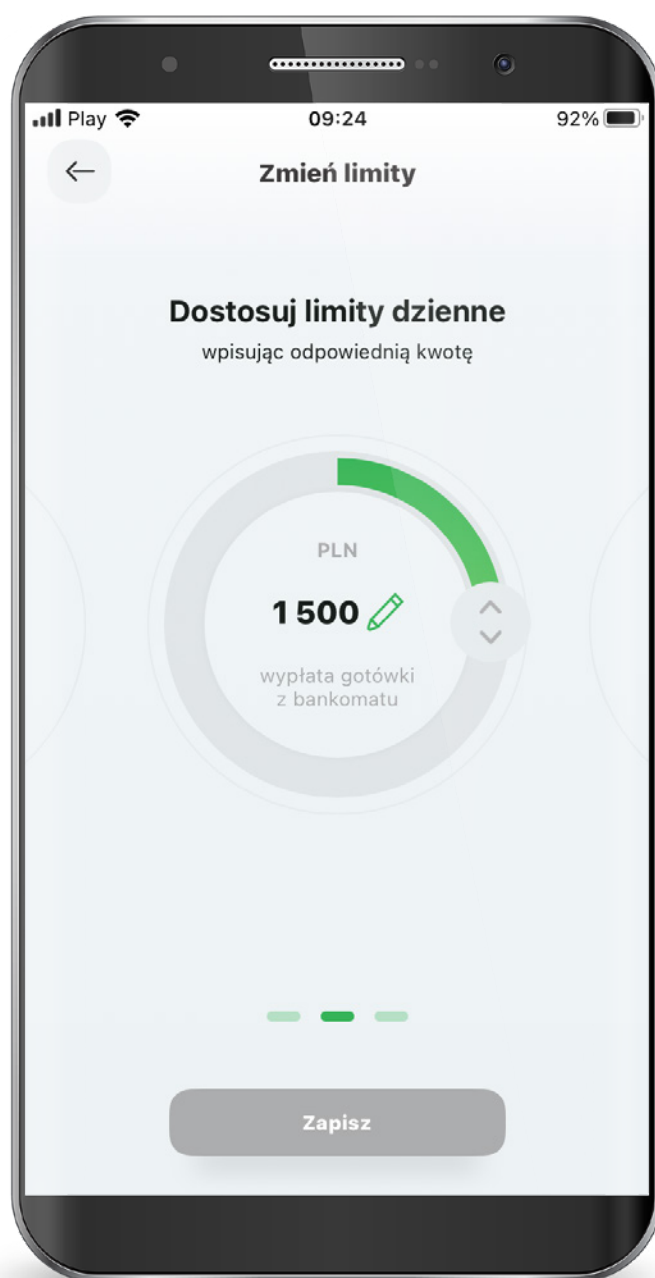 Play 09:24 92%
Zmień limity
Dostosuj limity dzienne
wpisując odpowiednią kwotę
PLN
1 500
wypłata gotówki
z bankomatu
Zapisz